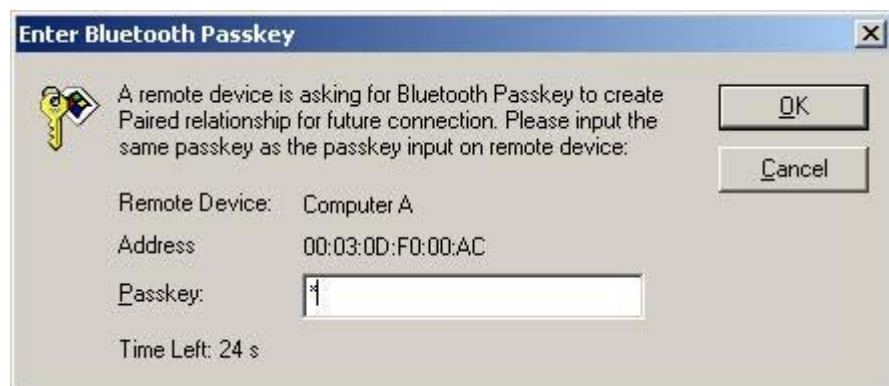 Enter Bluetooth Passkey
A remote device is asking for Bluetooth Passkey to create
Paired relationship for future connection. Please input the
same passkey as the passkey input on remote device:
OK
Cancel
Remote Device: Computer A
Address 00:03:0D:F0:00:AC
Passkey: *
Time Left: 24 s